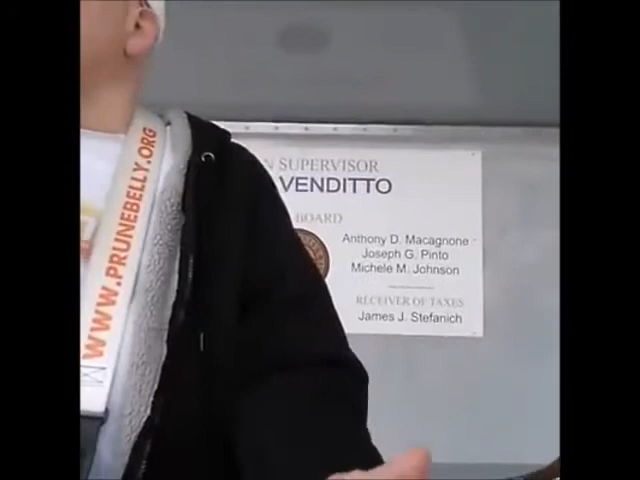 WWW.PRUNEBELLY.ORG
N SUPERVISOR
VENDITTO
BOARD
Anthony D. Macagnone
Joseph G. Pinto
Michele M. Johnson
RECEIVER OF TAXES
James J. Stefanich